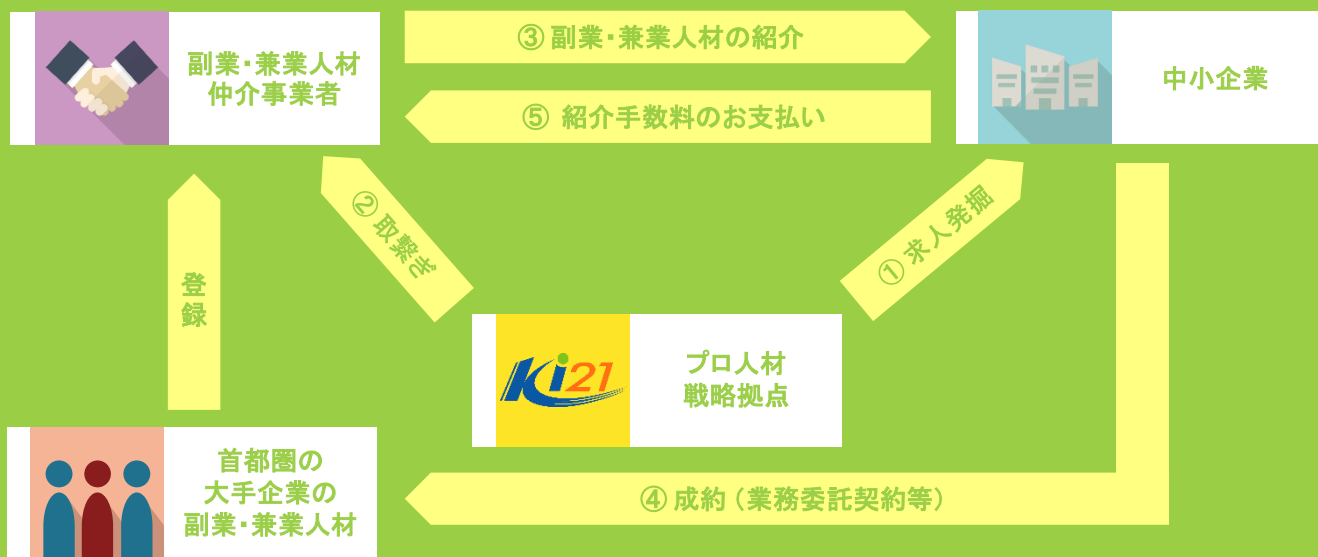 ③ 副業・兼業人材の紹介
副業・兼業人材
仲介事業者
中小企業
⑤ 紹介手数料のお支払い
② 取繋ぎ
① 求人発掘
登
録
Ki21
プロ人材
戦略拠点
首都圏の
大手企業の
副業・兼業人材
④ 成約（業務委託契約等）